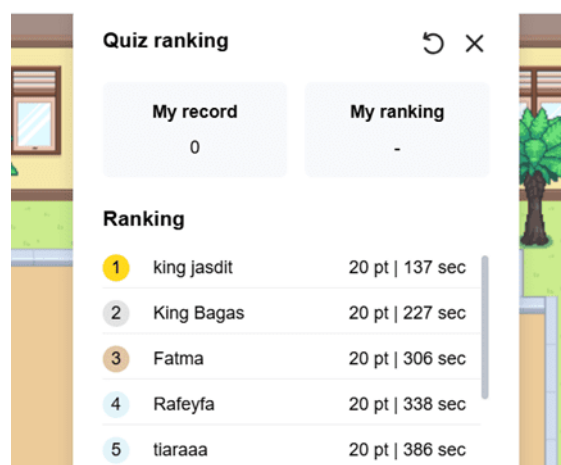 Quiz ranking
My record
My ranking
0
-
Ranking
1 king jasdit 20 pt | 137 sec
2 King Bagas 20 pt | 227 sec
3 Fatma 20 pt | 306 sec
4 Rafeyfa 20 pt | 338 sec
5 tiaraaa 20 pt | 386 sec